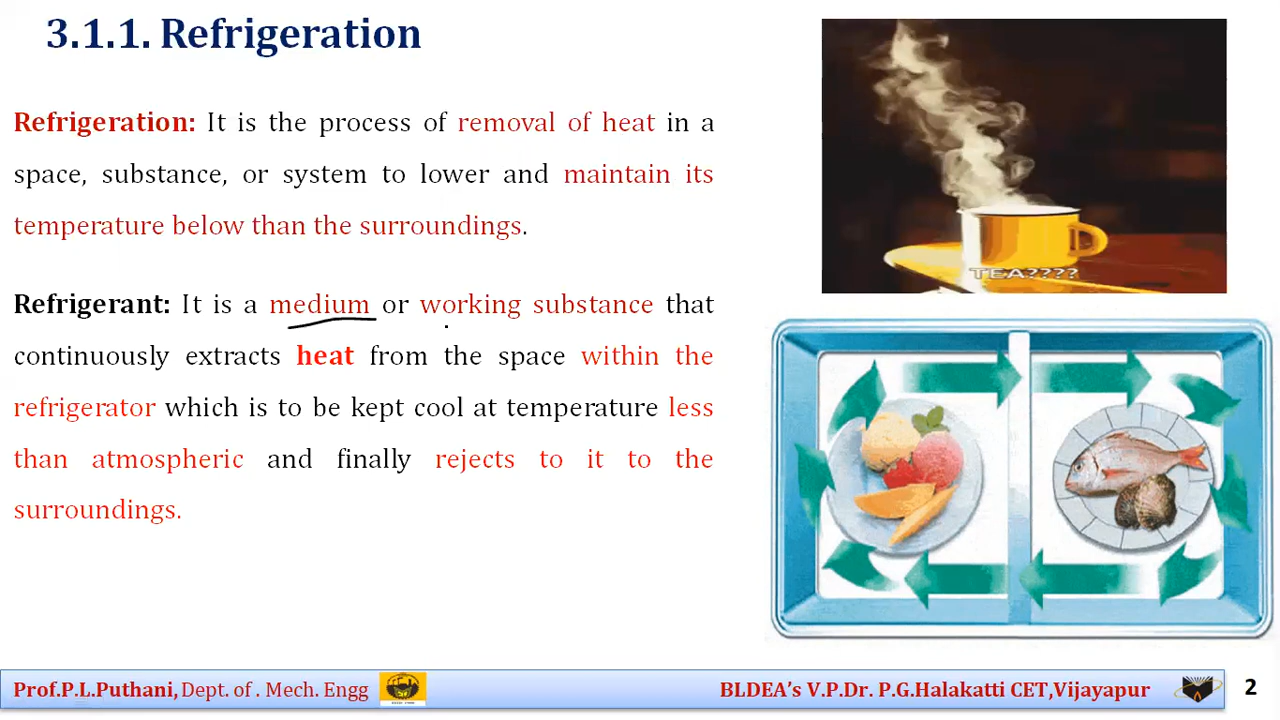 3.1.1. Refrigeration
Refrigeration: It is the process of removal of heat in a
space, substance, or system to lower and maintain its
temperature below than the surroundings.
Refrigerant: It is a medium or working substance that
continuously extracts heat from the space within the
refrigerator which is to be kept cool at temperature less
than atmospheric and finally rejects to it to the
surroundings.
TEA????
Prof.P.L.Puthani, Dept. of . Mech. Engg
BLDEA's V.P.Dr. P.G.Halakatti CET,Vijayapur
2